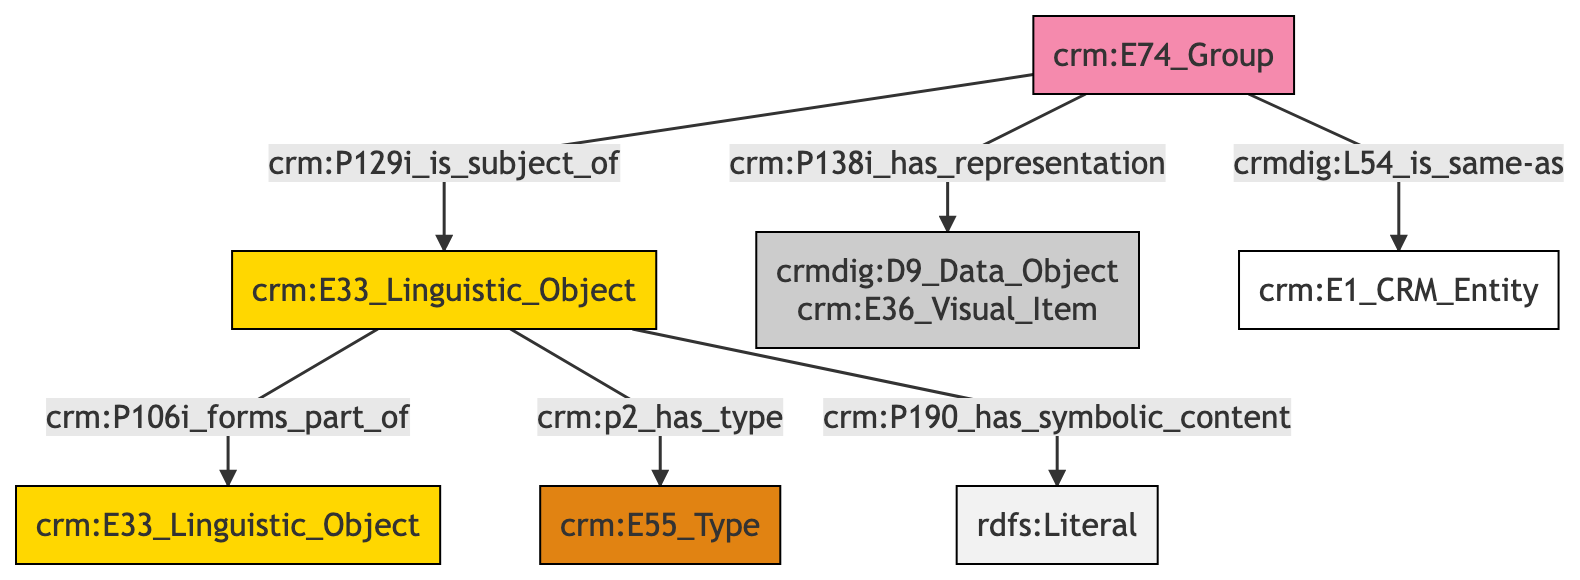 crm:E74_Group
crm:P129i_is_subject_of
crm:P138i_has_representation
crmdig:L54_is_same-as
crm:E33_Linguistic_Object
crmdig:D9_Data_Object
crm:E36_Visual_Item
crm:E1_CRM_Entity
crm:P106i_forms_part_of
crm:p2_has_type
crm:P190_has_symbolic_content
crm:E33_Linguistic_Object
crm:E55_Type
rdfs:Literal